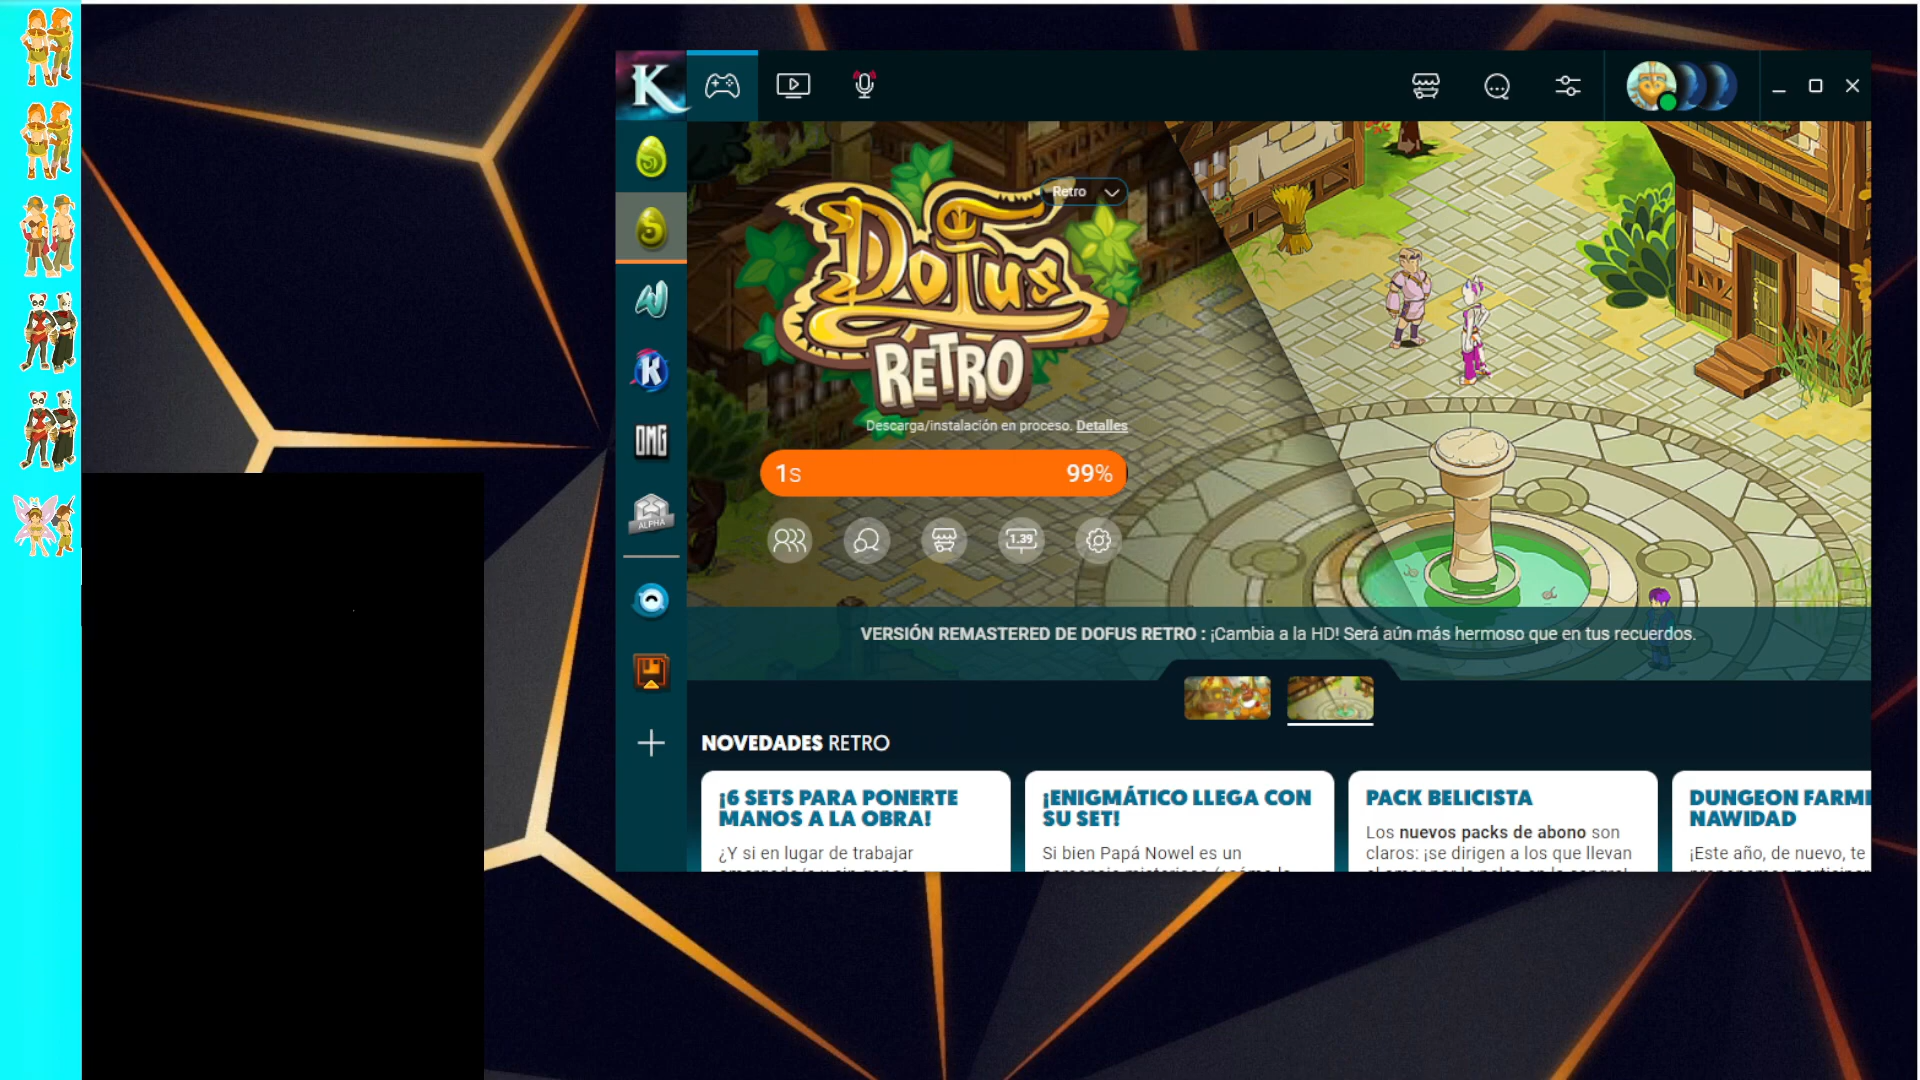 K
Retro
DOFUS
RETRO
Descarga/instalación en proceso. Detalles
1s 99%
K
OMG
ALPHA
1.39
VERSIÓN REMASTERED DE DOFUS RETRO : ¡Cambia a la HD! Será aún más hermoso que en tus recuerdos.
NOVEDADES RETRO
¡6 SETS PARA PONERTE
MANOS A LA OBRA!
¿Y si en lugar de trabajar
¡ENIGMÁTICO LLEGA CON
SU SET!
Si bien Papá Nowel es un
PACK BELICISTA
Los nuevos packs de abono son
claros: ¡se dirigen a los que llevan
DUNGEON FARMI
NAWIDAD
¡Este año, de nuevo, te